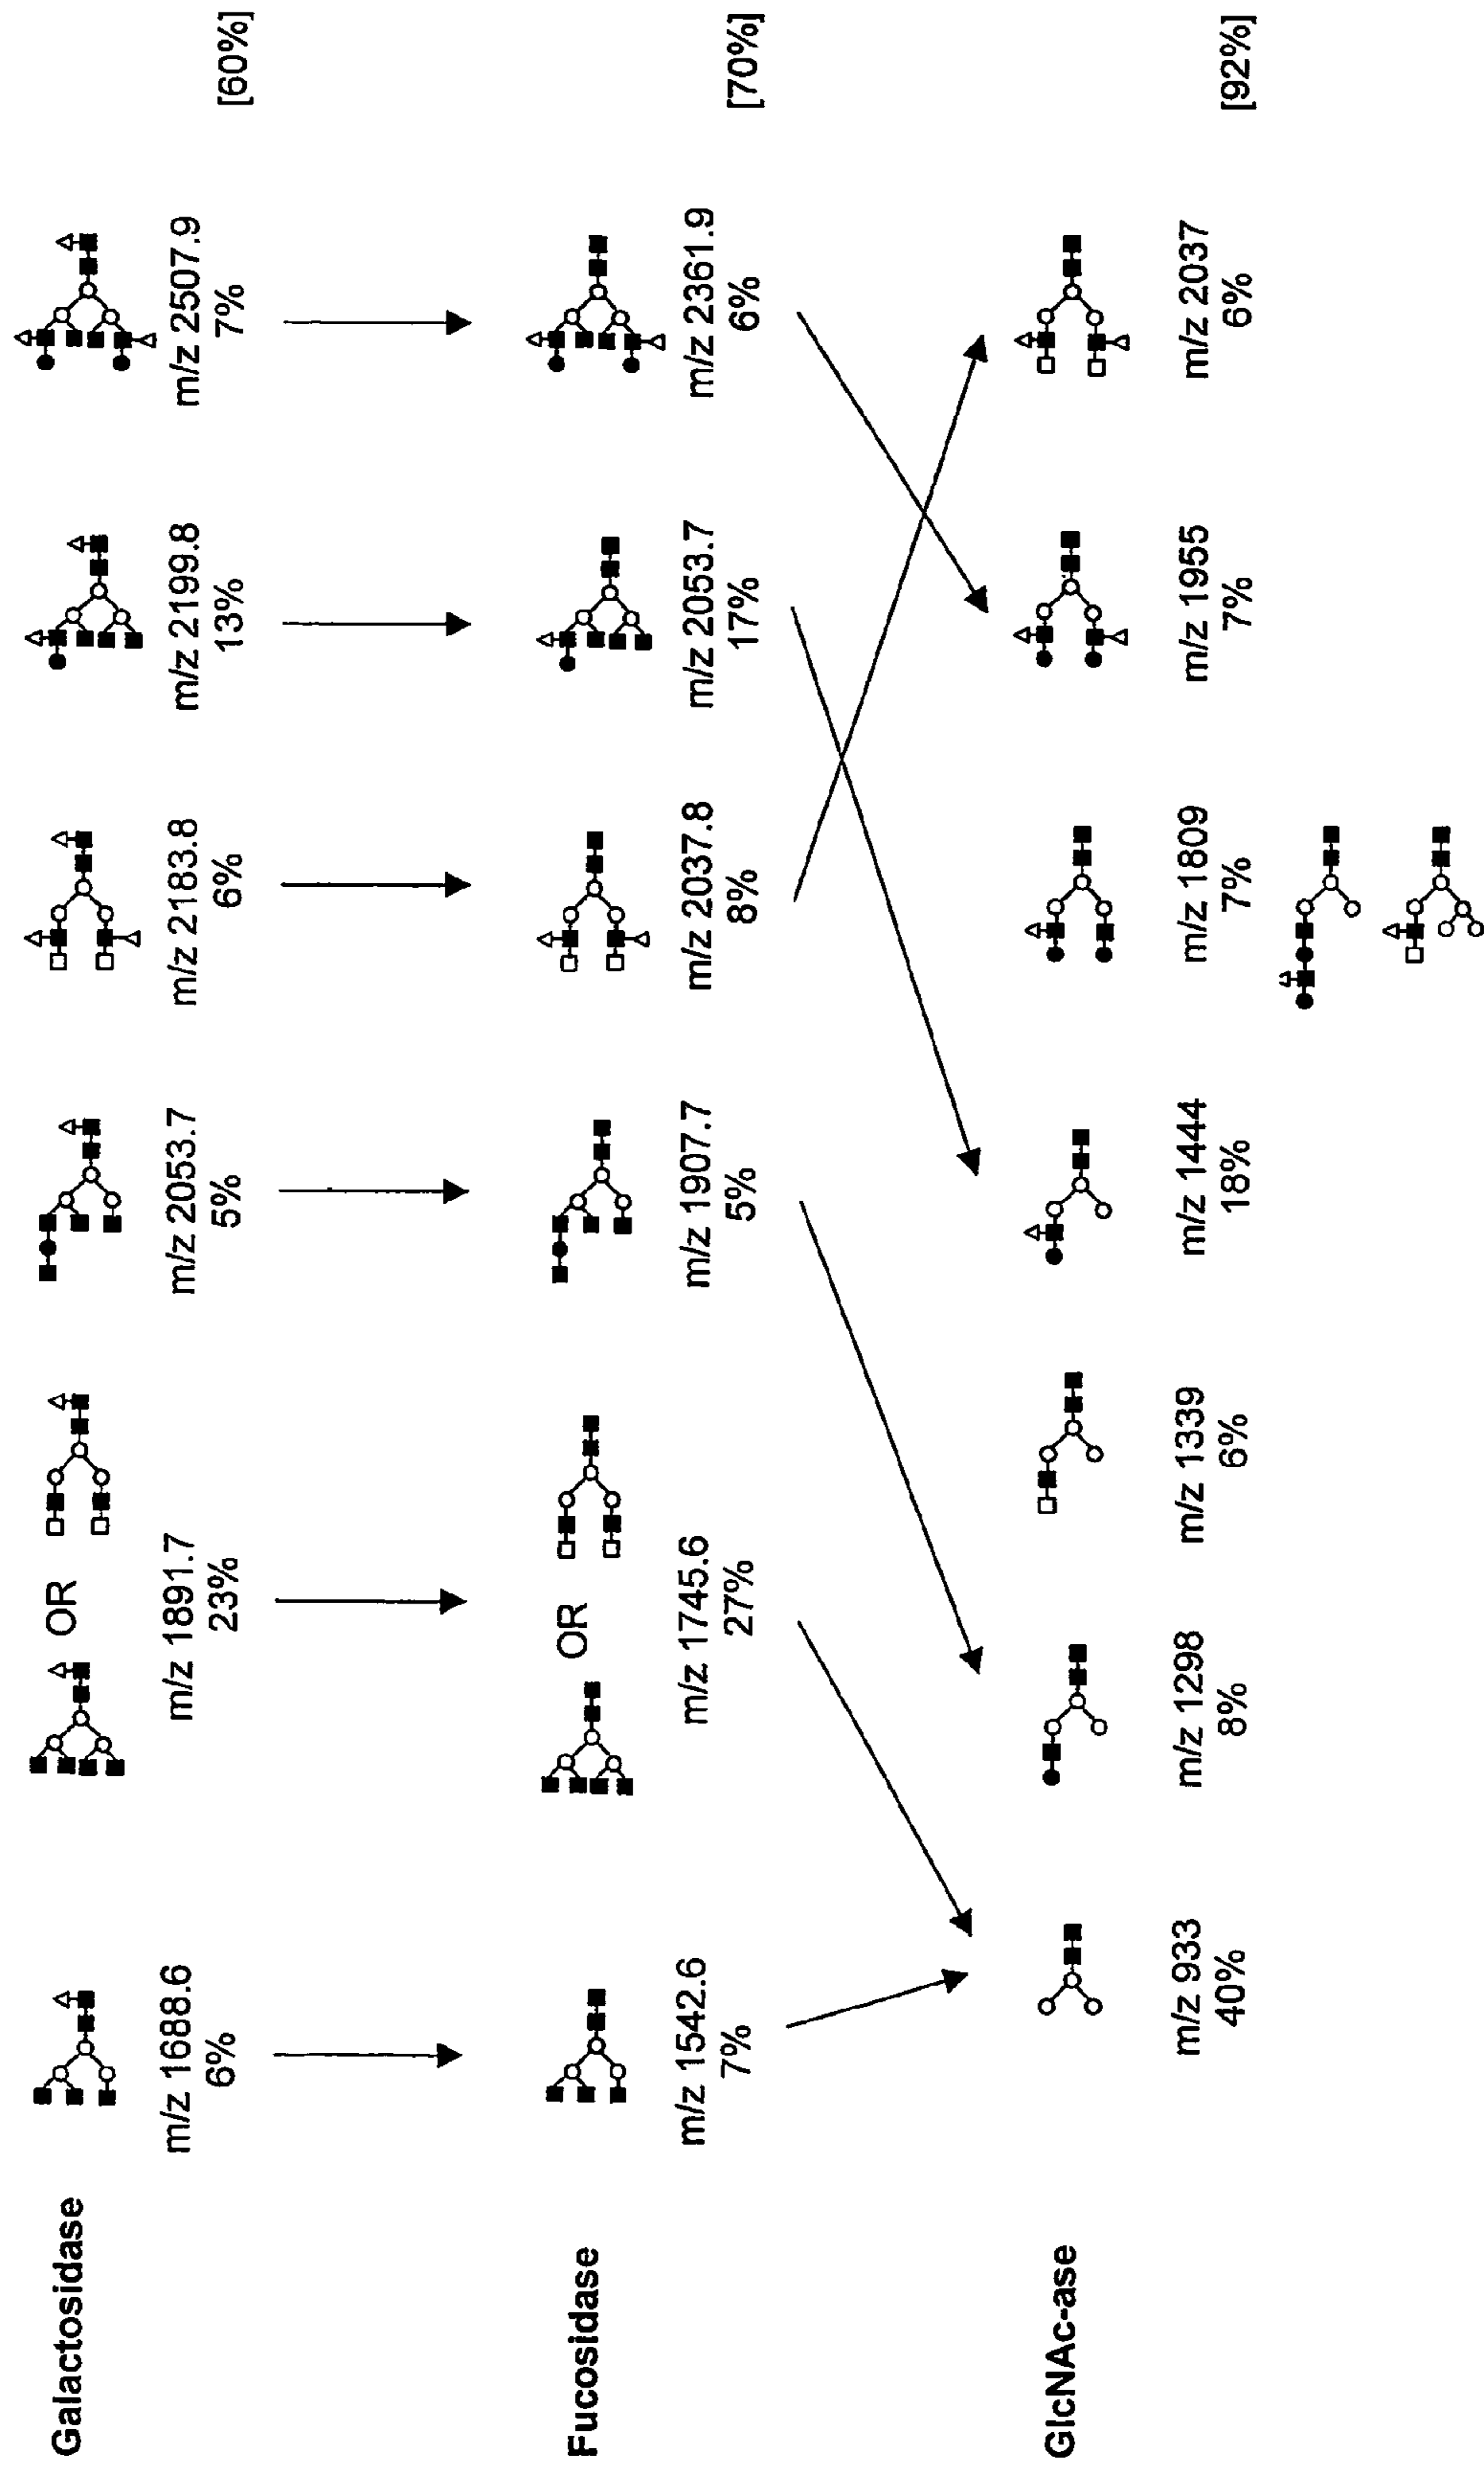 Galactosidase
OR
m/z 1688.6
6%
m/z 1891.7
23%
m/z 2053.7
5%
m/z 2183.8
6%
m/z 2199.8
13%
m/z 2507.9
7%
[60%]
Fucosidase
OR
m/z 1542.6
7%
m/z 1745.6
27%
m/z 1907.7
5%
m/z 2037.8
8%
m/z 2053.7
17%
m/z 2361.9
6%
[70%]
GlcNAc-ase
m/z 933
40%
m/z 1298
8%
m/z 1339
6%
m/z 1444
18%
m/z 1809
7%
m/z 1955
7%
m/z 2037
6%
[92%]